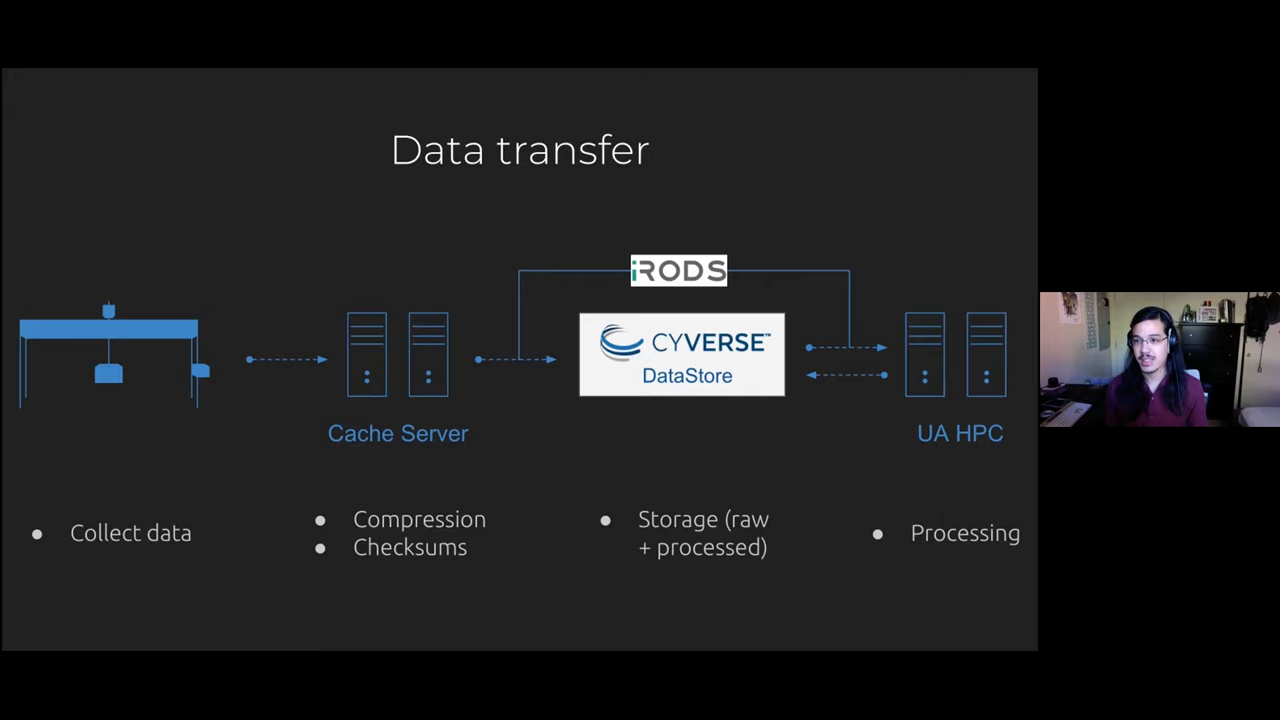 Data transfer
iRODS
CYVERSE™
DataStore
Cache Server
UA HPC
● Collect data
● Compression
● Checksums
● Storage (raw
+ processed)
● Processing